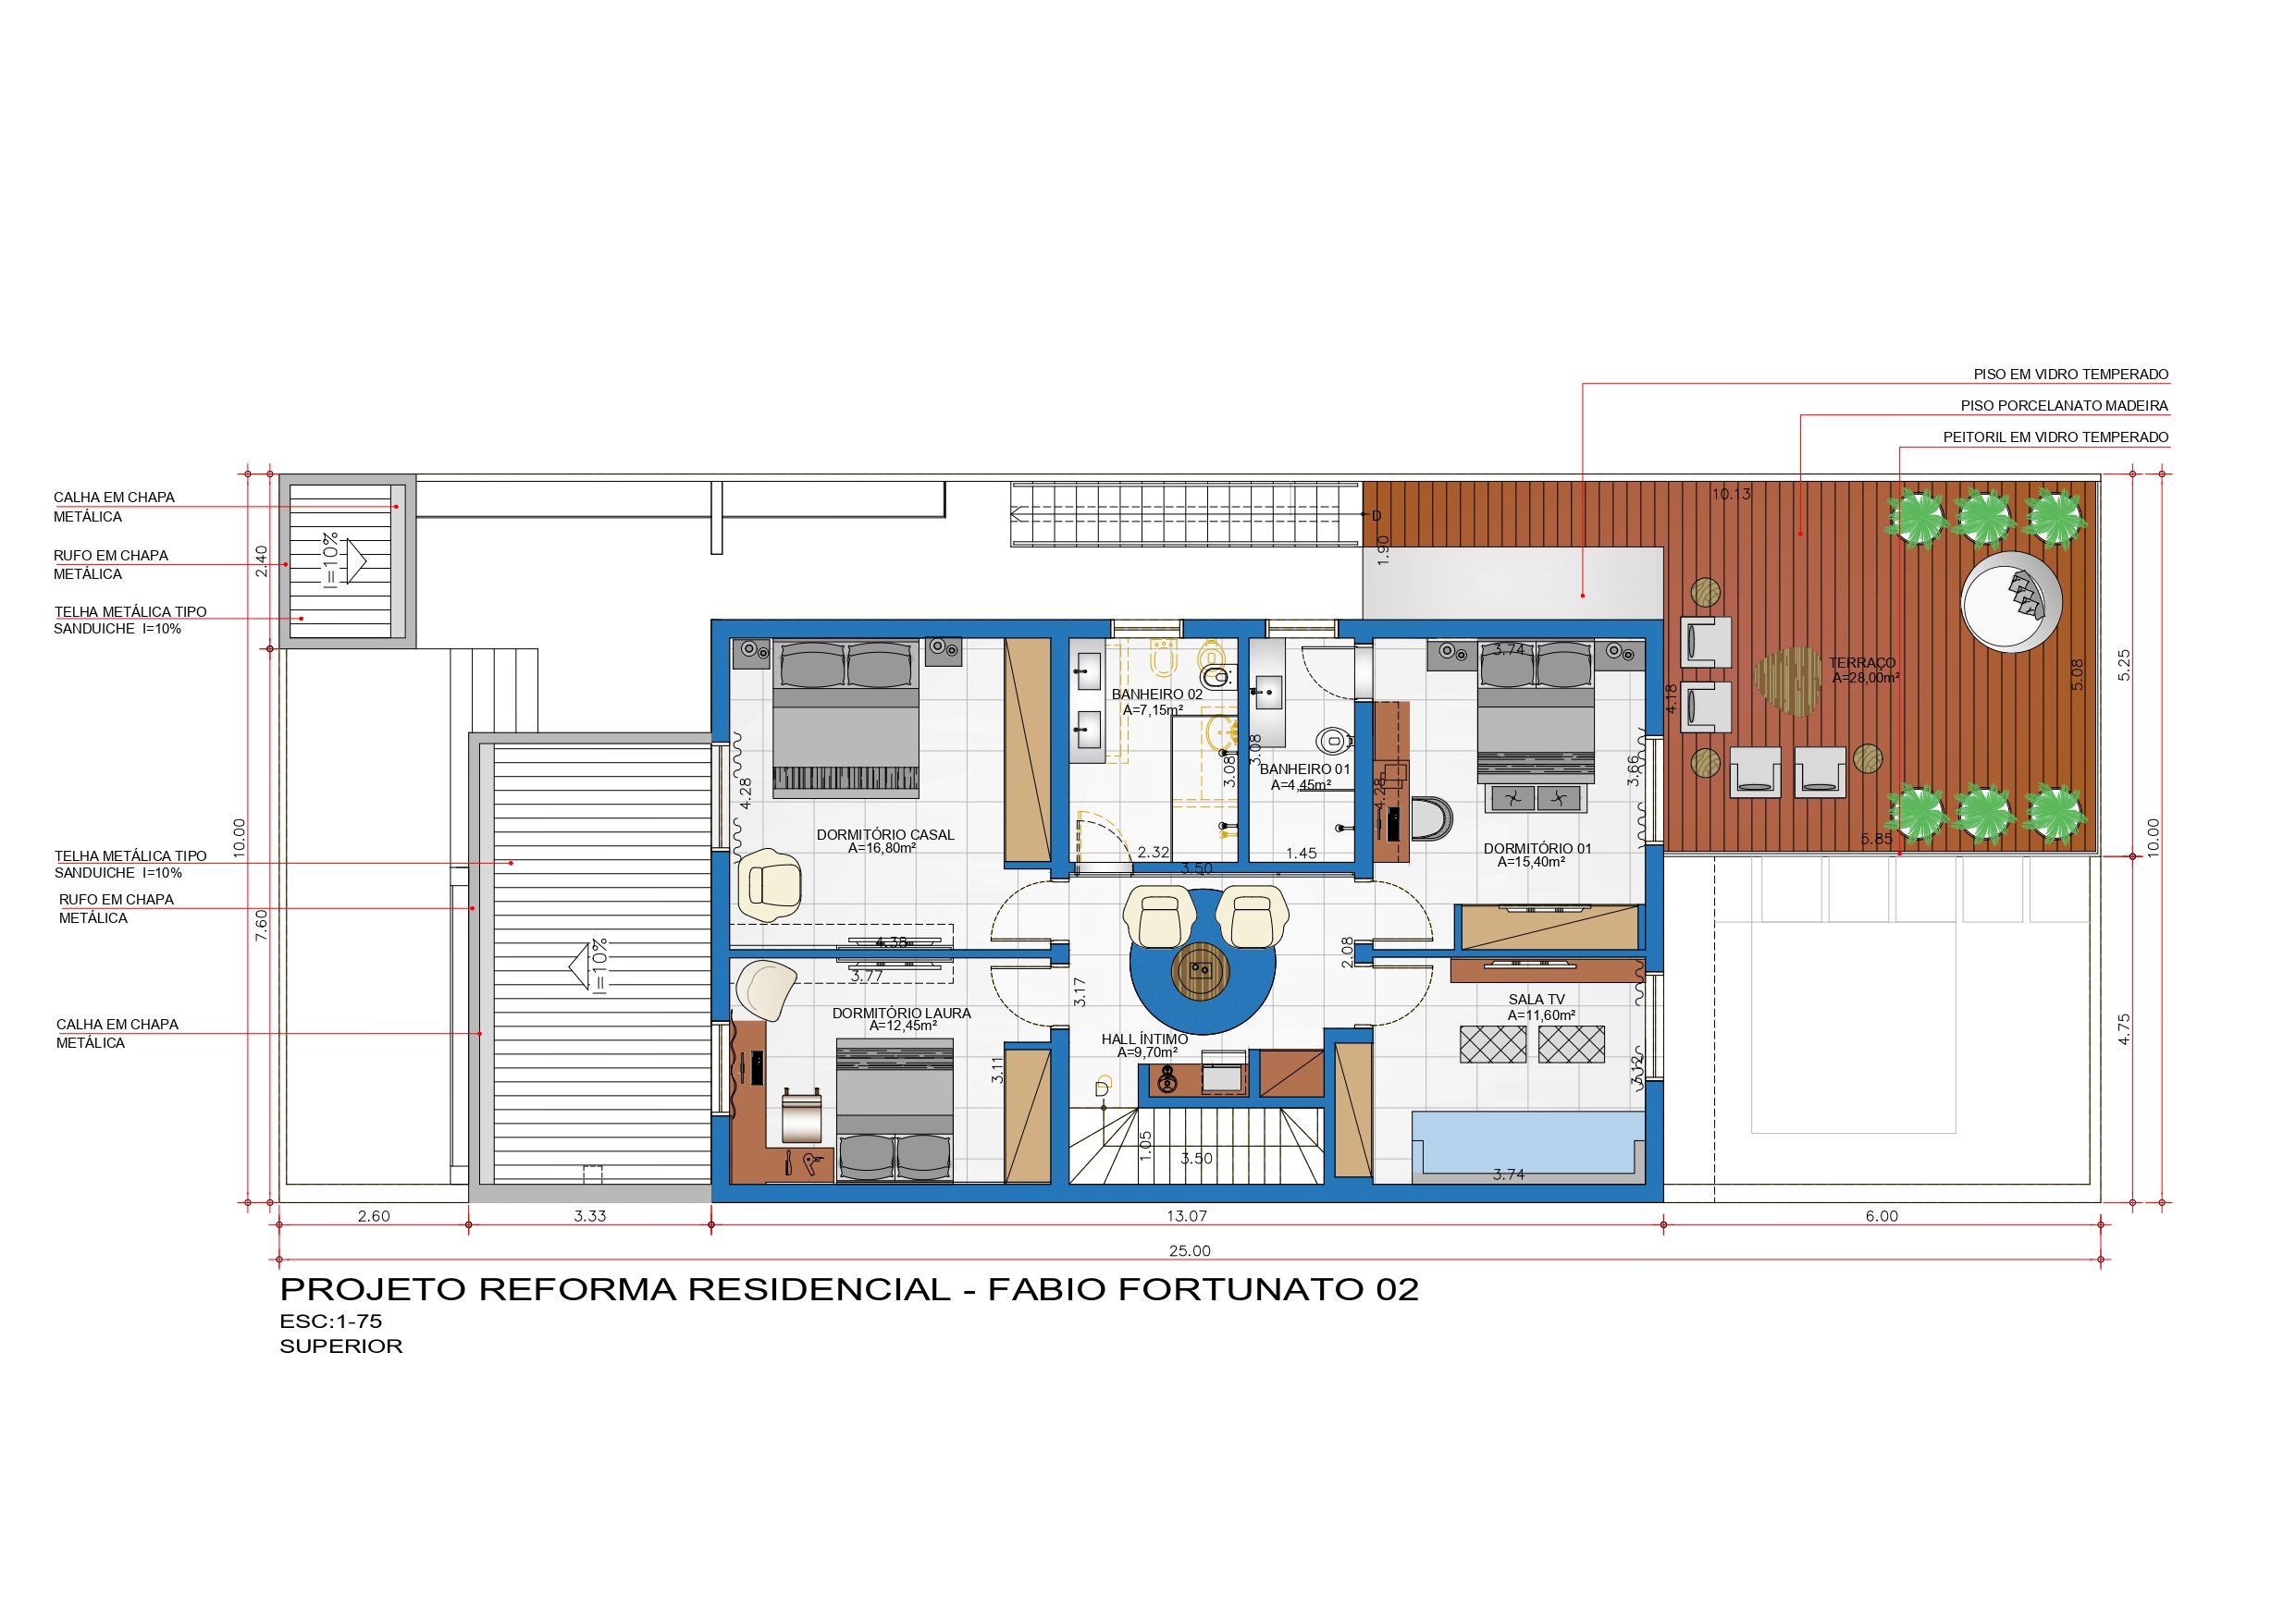 PISO EM VIDRO TEMPERADO
PISO PORCELANATO MADEIRA
PEITORIL EM VIDRO TEMPERADO
CALHA EM CHAPA
METÁLICA
RUFO EM CHAPA
METÁLICA
TELHA METÁLICA TIPO
SANDUICHE I=10%
I=10%
2.40
10.00
7.60
TELHA METÁLICA TIPO
SANDUICHE I=10%
RUFO EM CHAPA
METÁLICA
CALHA EM CHAPA
METÁLICA
I=10%
D
1.90
10.13
TERRAÇO
A=28,00m²
4.18
5.08
5.85
5.25
10.00
4.75
DORMITÓRIO CASAL
A=16,80m²
4.28
4.38
BANHEIRO 02
A=7,15m²
3.08
2.32
BANHEIRO 01
A=4,45m²
3.08
1.45
3.50
DORMITÓRIO 01
A=15,40m²
3.74
4.28
3.66
DORMITÓRIO LAURA
A=12,45m²
3.77
3.11
HALL ÍNTIMO
A=9,70m²
3.17
2.08
D
D
1.05
3.50
SALA TV
A=11,60m²
3.12
3.74
2.60
3.33
13.07
6.00
25.00
PROJETO REFORMA RESIDENCIAL - FABIO FORTUNATO 02
ESC:1-75
SUPERIOR